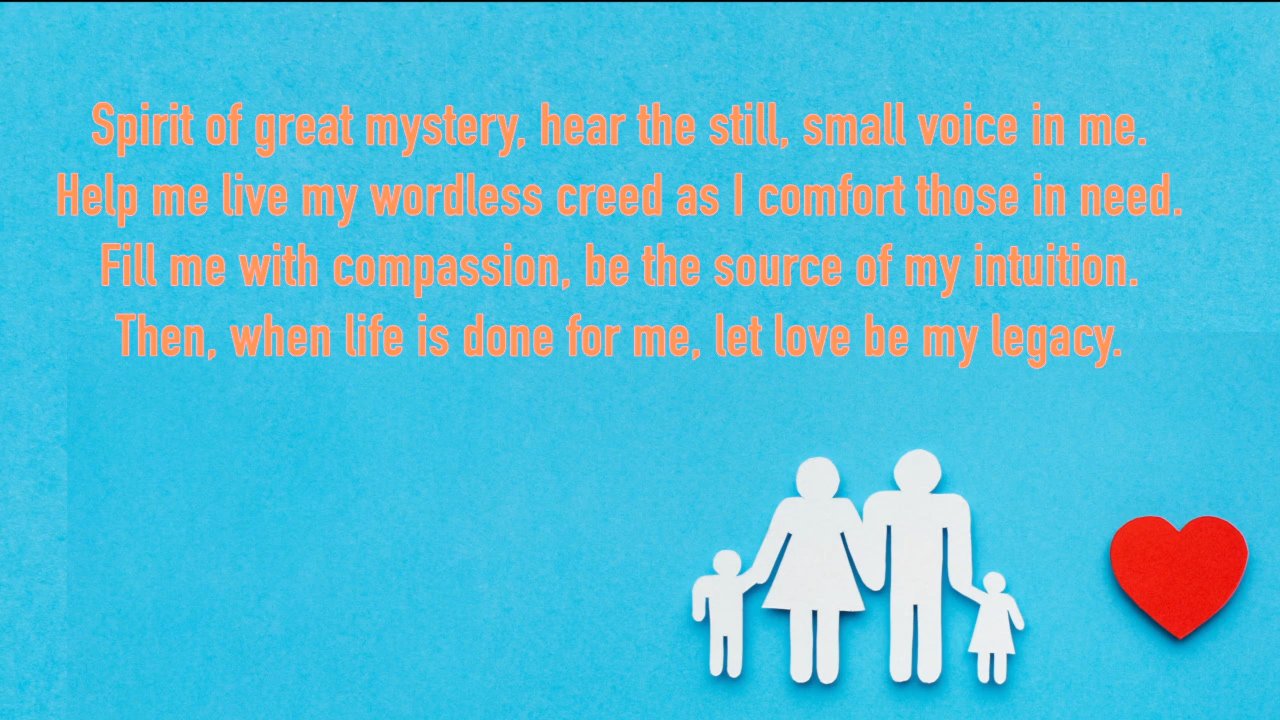 Spirit of great mystery, hear the still, small voice in me.
Help me live my wordless creed as I comfort those in need.
Fill me with compassion, be the source of my intuition.
Then, when life is done for me, let love be my legacy.